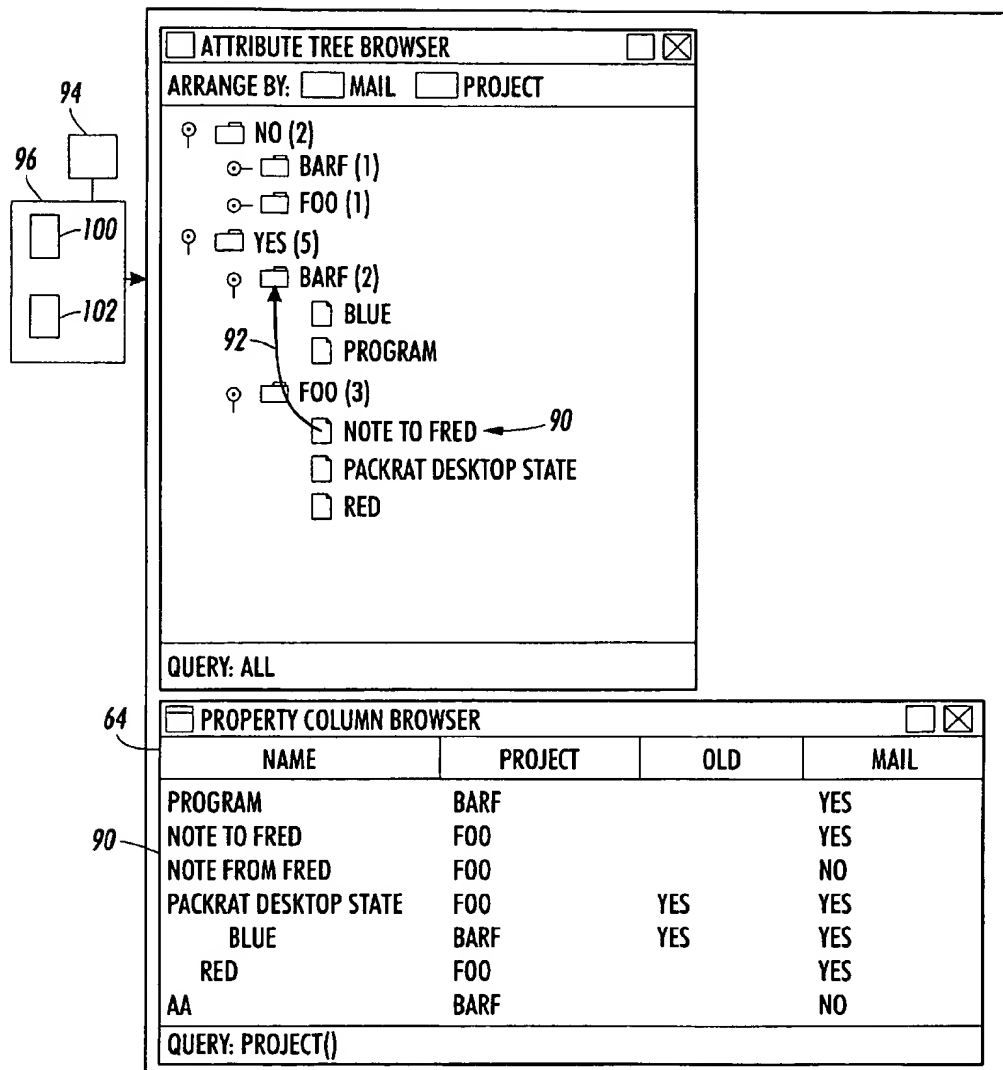 ATTRIBUTE TREE BROWSER
ARRANGE BY: MAIL PROJECT
94
96
100
102
NO (2)
BARF (1)
FOO (1)
YES (5)
BARF (2)
BLUE
92
PROGRAM
FOO (3)
NOTE TO FRED 90
PACKRAT DESKTOP STATE
RED
QUERY: ALL
64
PROPERTY COLUMN BROWSER
NAME PROJECT OLD MAIL
PROGRAM BARF YES
90
NOTE TO FRED FOO YES
NOTE FROM FRED FOO NO
PACKRAT DESKTOP STATE FOO YES YES
BLUE BARF YES YES
RED FOO YES
AA BARF NO
QUERY: PROJECT()